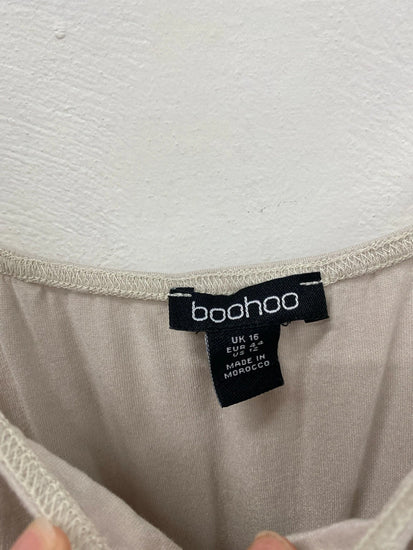 boohoo
UK 16
EUR 44
US 12
MADE IN
MOROCCO